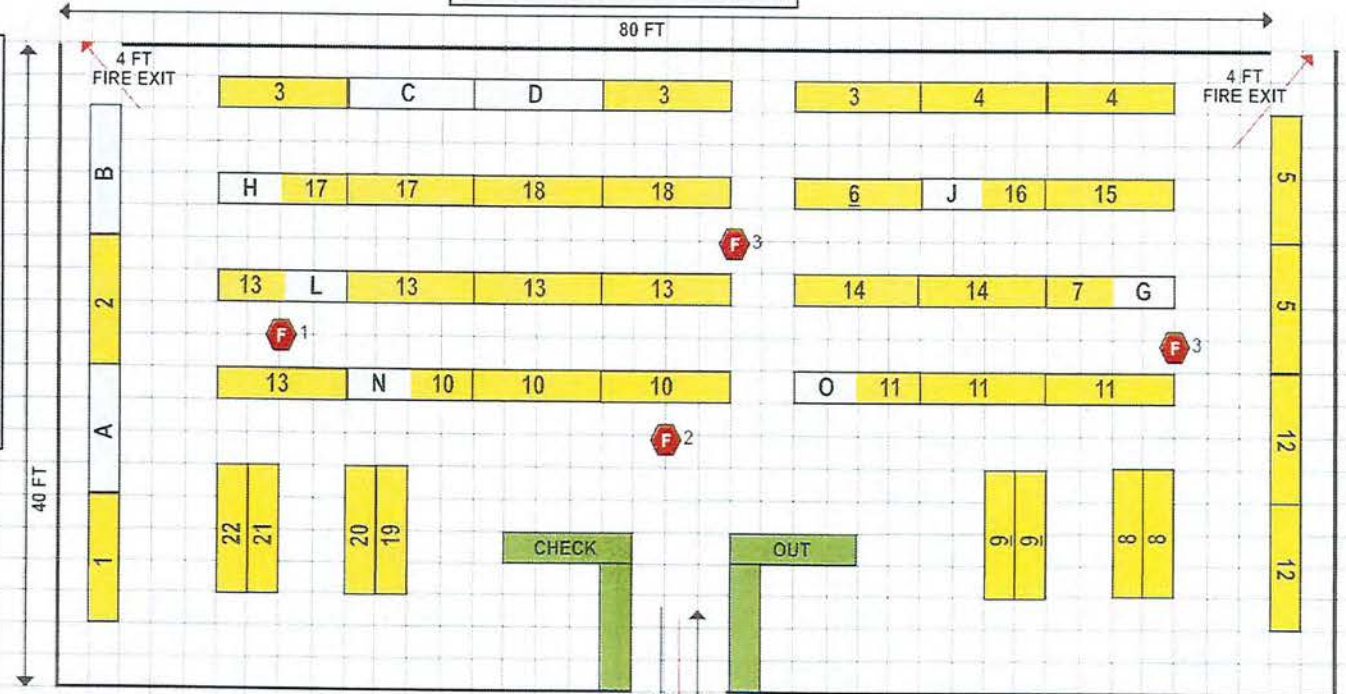 80 FT
4 FT
FIRE EXIT
4 FT
FIRE EXIT
3 C D 3 3 4 4
B
H 17 17 18 18 6 J 16 15
5
F 3
2
13 L 13 13 13 14 14 7 G
5
F 1
F 3
13 N 10 10 10 O 11 11 11
A
F 2
12
40 FT
22 21 20 19 9 9 8 8
CHECK OUT
1
12